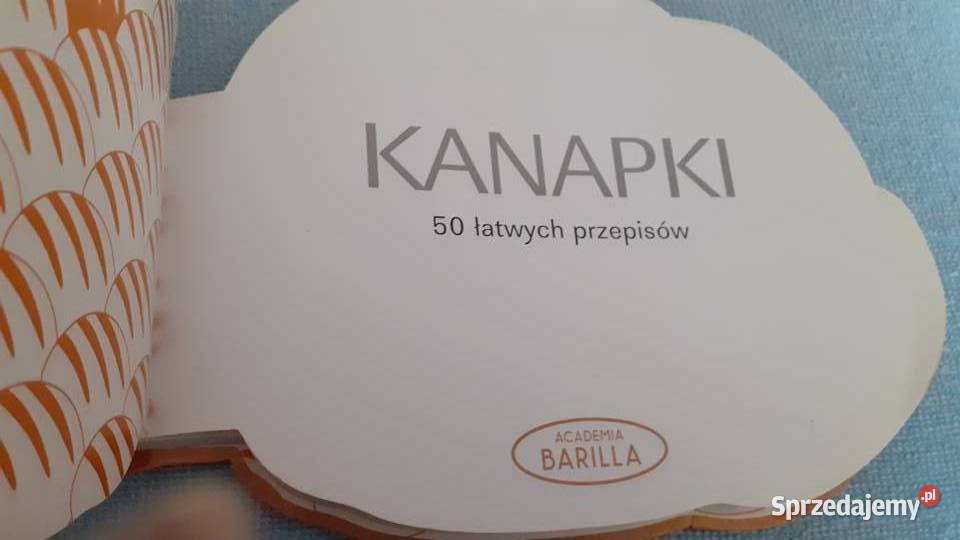 KANAPKI
50 łatwych przepisów
ACADEMIA
BARILLA
Sprzedajemy.pl